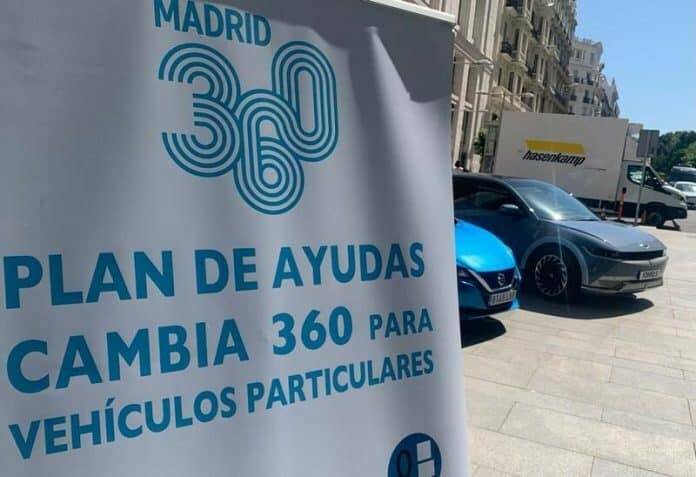 MADRID
360
PLAN DE AYUDAS
CAMBIA 360 PARA
VEHÍCULOS PARTICULARES
hasenkamp